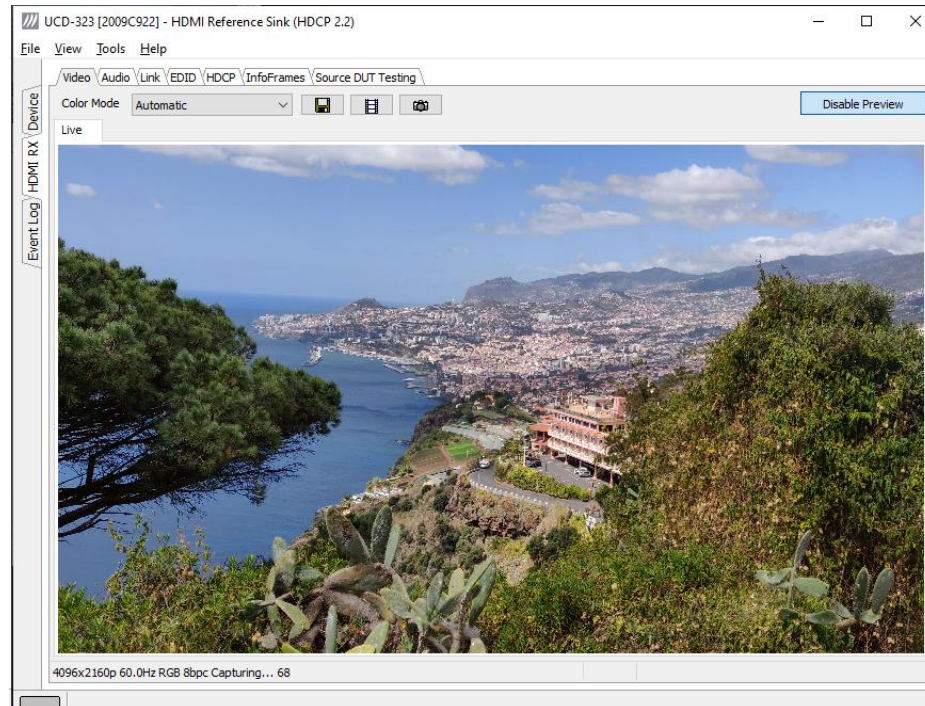 UCD-323 [2009C922] - HDMI Reference Sink (HDCP 2.2)
File View Tools Help
Video Audio Link EDID HDCP InfoFrames Source DUT Testing
Color Mode Automatic Disable Preview
Live
Device
HDMI RX
Event Log
4096x2160p 60.0Hz RGB 8bpc Capturing... 68